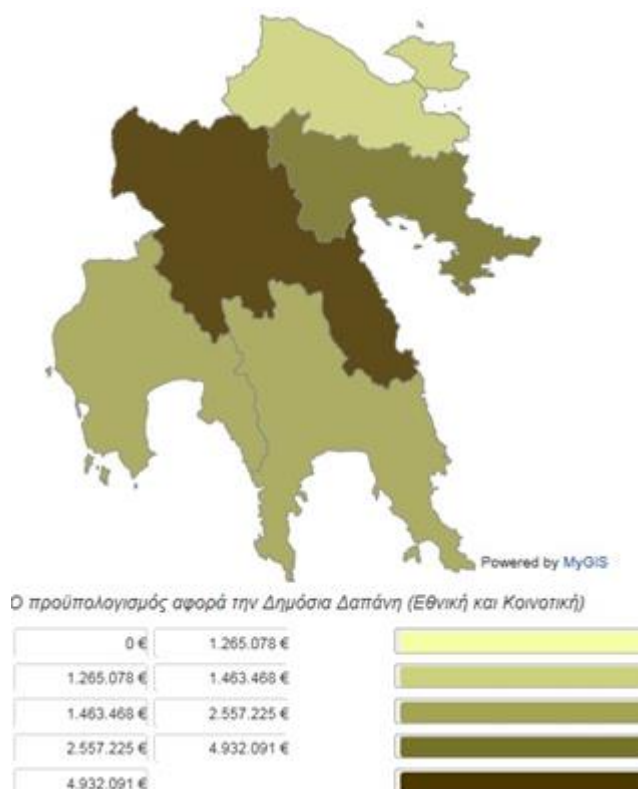 Powered by MyGIS
Ο προϋπολογισμός αφορά την Δημόσια Δαπάνη (Εθνική και Κοινοτική)
0 € 1.265.078 €
1.265.078 € 1.463.468 €
1.463.468 € 2.557.225 €
2.557.225 € 4.932.091 €
4.932.091 €